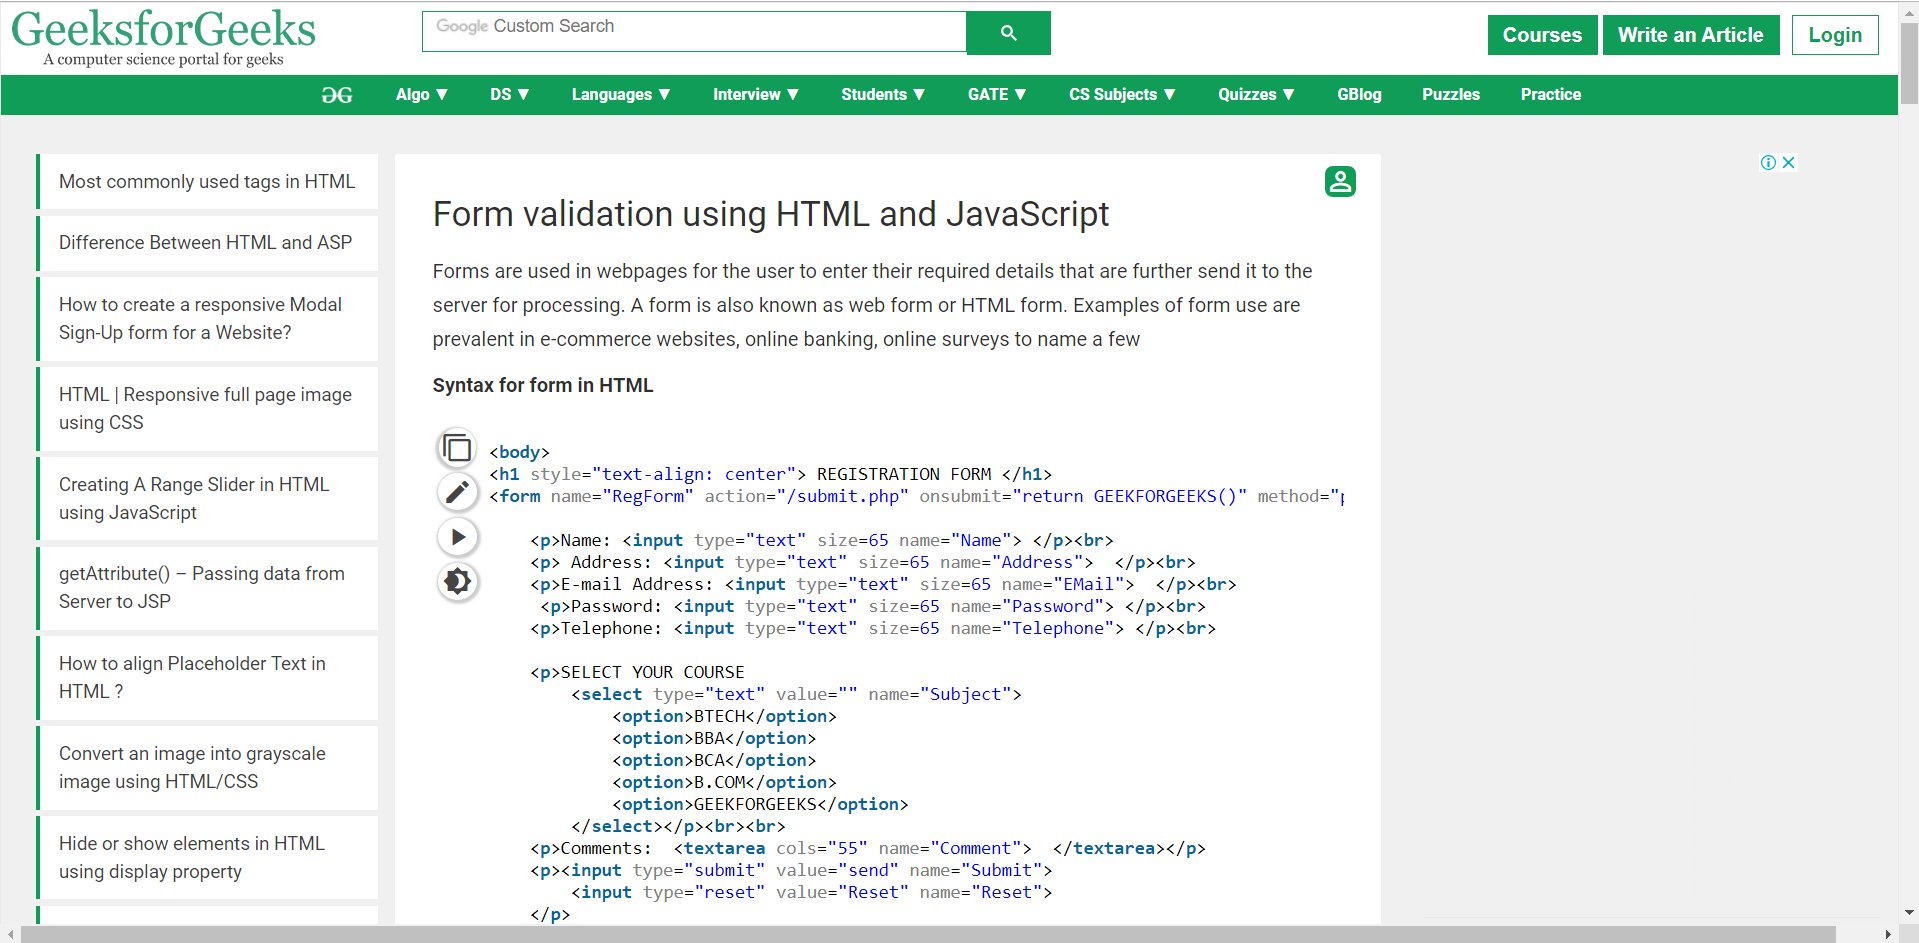 GeeksforGeeks
A computer science portal for geeks
Google Custom Search
Courses
Write an Article
Login
Algo ▼ DS ▼ Languages ▼ Interview ▼ Students ▼ GATE ▼ CS Subjects ▼ Quizzes ▼ GBlog Puzzles Practice
Most commonly used tags in HTML
Difference Between HTML and ASP
How to create a responsive Modal
Sign-Up form for a Website?
HTML | Responsive full page image
using CSS
Creating A Range Slider in HTML
using JavaScript
getAttribute() – Passing data from
Server to JSP
How to align Placeholder Text in
HTML ?
Convert an image into grayscale
image using HTML/CSS
Hide or show elements in HTML
using display property
Form validation using HTML and JavaScript
Forms are used in webpages for the user to enter their required details that are further send it to the
server for processing. A form is also known as web form or HTML form. Examples of form use are
prevalent in e-commerce websites, online banking, online surveys to name a few
Syntax for form in HTML
<body>
<h1 style="text-align: center"> REGISTRATION FORM </h1>
<form name="RegForm" action="/submit.php" onsubmit="return GEEKFORGEEKS()" method="
<p>Name: <input type="text" size=65 name="Name"> </p><br>
<p> Address: <input type="text" size=65 name="Address">  </p><br>
<p>E-mail Address: <input type="text" size=65 name="EMail">  </p><br>
<p>Password: <input type="text" size=65 name="Password"> </p><br>
<p>Telephone: <input type="text" size=65 name="Telephone"> </p><br>
<p>SELECT YOUR COURSE
<select type="text" value="" name="Subject">
<option>BTECH</option>
<option>BBA</option>
<option>BCA</option>
<option>B.COM</option>
<option>GEEKFORGEEKS</option>
</select></p><br><br>
<p>Comments:  <textarea cols="55" name="Comment">  </textarea></p>
<p><input type="submit" value="send" name="Submit">
<input type="reset" value="Reset" name="Reset">
</p>